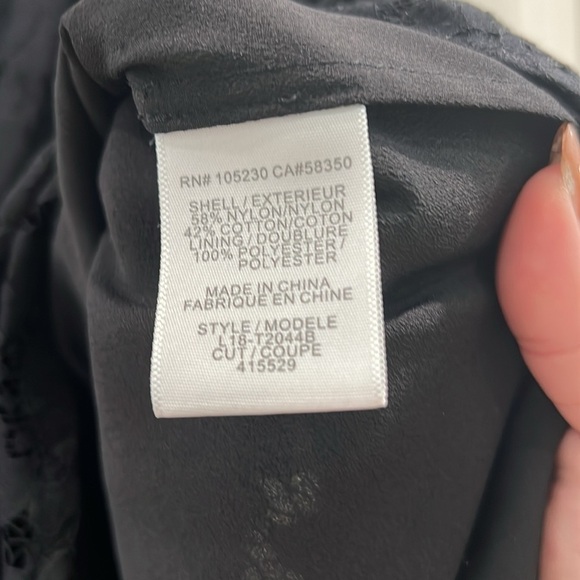 RN# 105230 CA#58350
SHELL / EXTERIEUR
58% NYLON/NYLON
42% COTTON/COTON
LINING / DOUBLURE
100% POLYESTER /
POLYESTER
MADE IN CHINA
FABRIQUE EN CHINE
STYLE / MODELE
L18-T2044B
CUT / COUPE
415529